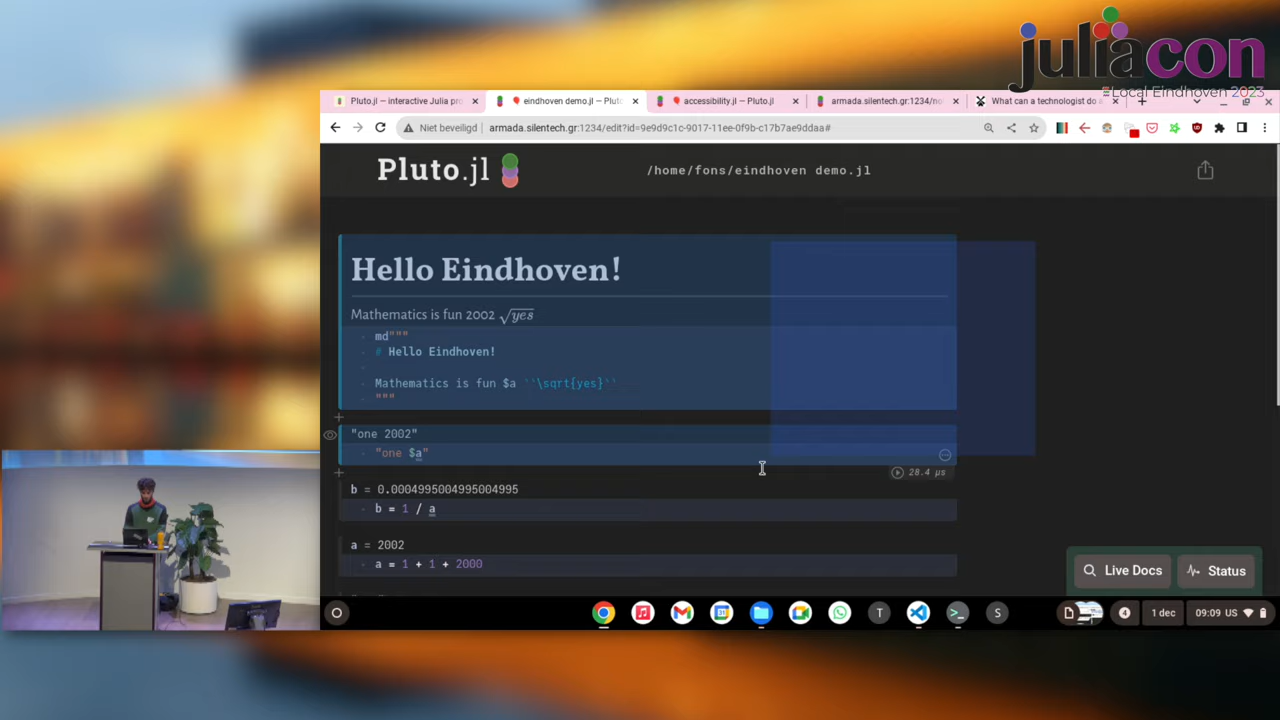 juliacon
Local Eindhoven 2023
Pluto.jl — interactive Julia pro
eindhoven demo.jl — Pluto
accessibility.jl — Pluto.jl
armada.silentech.gr:1234/no
What can a technologist do a
Niet beveiligd
armada.silentech.gr:1234/edit?id=9e9d9c1c-9017-11ee-0f9b-c17b7ae9ddaa#
Pluto.jl
/home/fons/eindhoven demo.jl
Hello Eindhoven!
Mathematics is fun 2002 √yes
md"""
# Hello Eindhoven!
Mathematics is fun $a ``\sqrt{yes}``
"""
"one 2002"
"one $a"
28.4 μs
b = 0.0004995004995004995
b = 1 / a
a = 2002
a = 1 + 1 + 2000
Live Docs
Status
T
S
4
1 dec
09:09 US